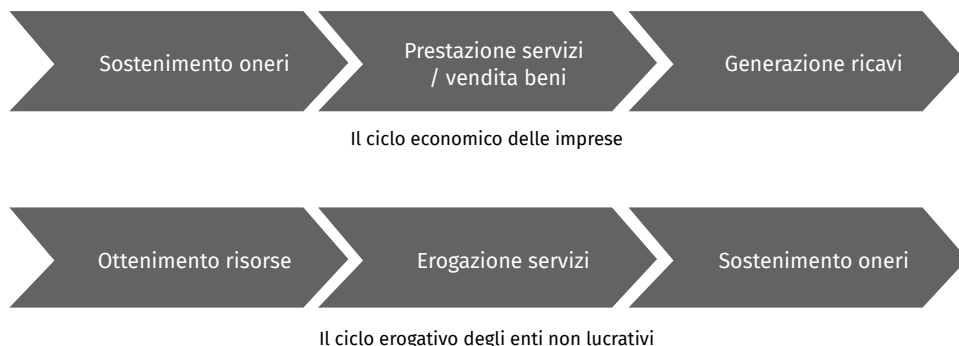 Sostenimento oneri
Prestazione servizi
/ vendita beni
Generazione ricavi
Il ciclo economico delle imprese
Ottenimento risorse
Erogazione servizi
Sostenimento oneri
Il ciclo erogativo degli enti non lucrativi